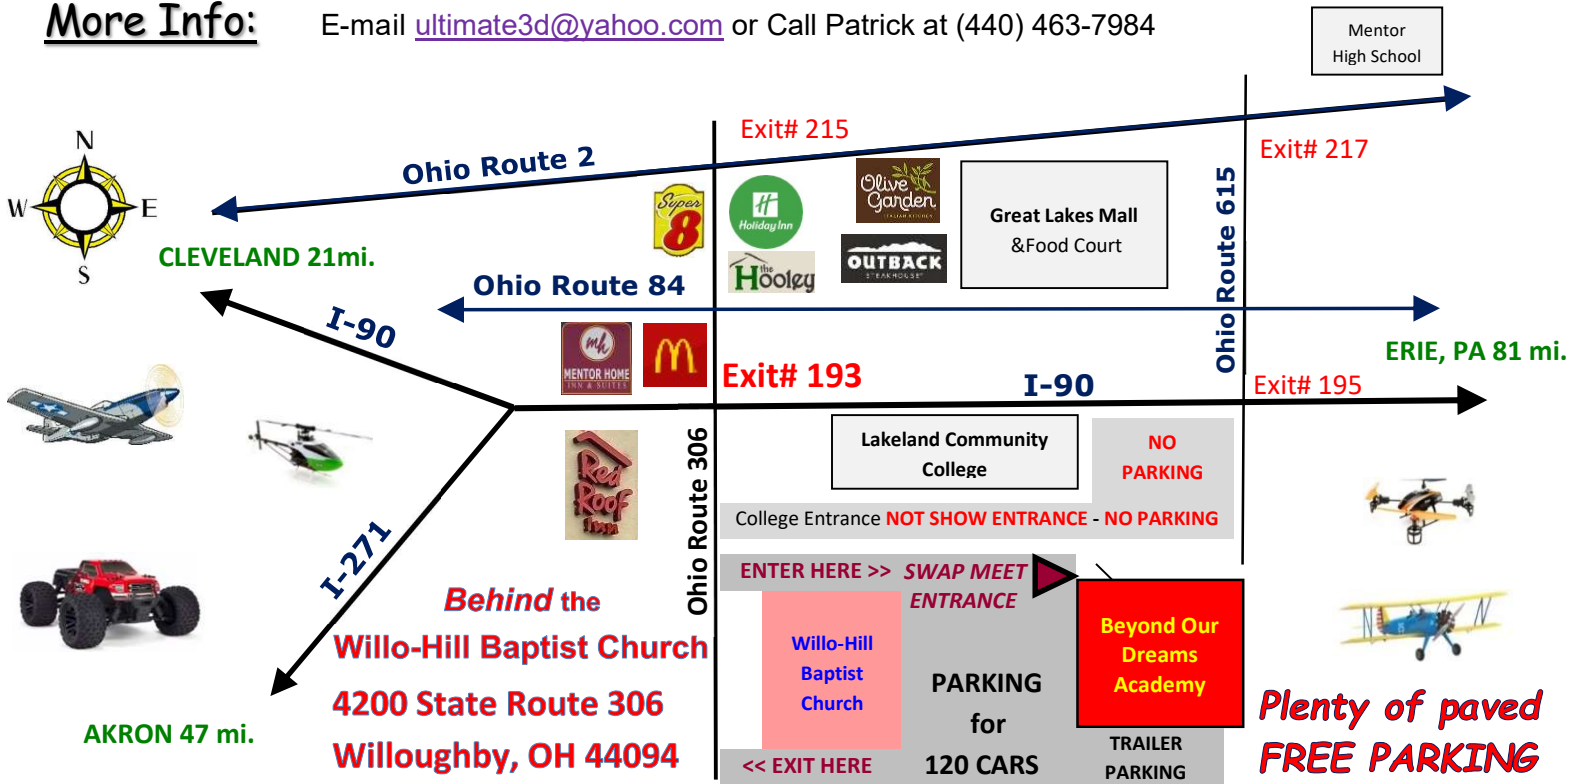 More Info:
E-mail ultimate3d@yahoo.com or Call Patrick at (440) 463-7984
Mentor
High School
Exit# 215
Exit# 217
Ohio Route 2
N
W
E
S
CLEVELAND 21mi.
Super
8
H
Holiday Inn
the
Hooley
Olive
Garden
ITALIAN KITCHEN
OUTBACK
STEAKHOUSE
Great Lakes Mall
&Food Court
Ohio Route 615
Ohio Route 84
I-90
mh
MENTOR HOME
INN & SUITES
M
Exit# 193
I-90
ERIE, PA 81 mi.
Exit# 195
Red
Roof
Inn
Ohio Route 306
Lakeland Community
College
NO
PARKING
College Entrance NOT SHOW ENTRANCE - NO PARKING
I-271
ENTER HERE >> SWAP MEET
ENTRANCE
Behind the
Willo-Hill Baptist Church
4200 State Route 306
Willoughby, OH 44094
Willo-Hill
Baptist
Church
PARKING
for
120 CARS
Beyond Our
Dreams
Academy
AKRON 47 mi.
<< EXIT HERE
TRAILER
PARKING
Plenty of paved
FREE PARKING